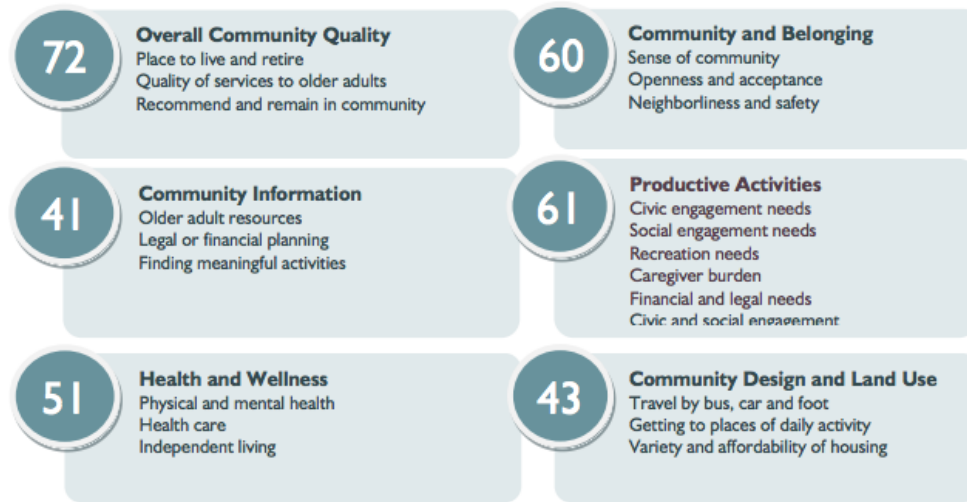 72
Overall Community Quality
Place to live and retire
Quality of services to older adults
Recommend and remain in community
60
Community and Belonging
Sense of community
Openness and acceptance
Neighborliness and safety
41
Community Information
Older adult resources
Legal or financial planning
Finding meaningful activities
61
Productive Activities
Civic engagement needs
Social engagement needs
Recreation needs
Caregiver burden
Financial and legal needs
Civic and social engagement
51
Health and Wellness
Physical and mental health
Health care
Independent living
43
Community Design and Land Use
Travel by bus, car and foot
Getting to places of daily activity
Variety and affordability of housing